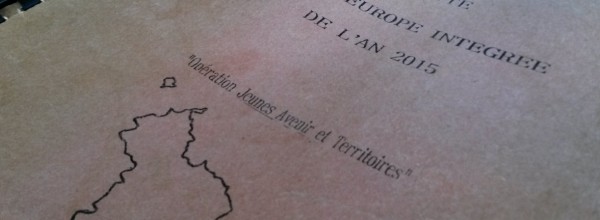 EUROPE INTEGREE
DE L'AN 2015
"Opération Jeunes Avenir et Territoires"